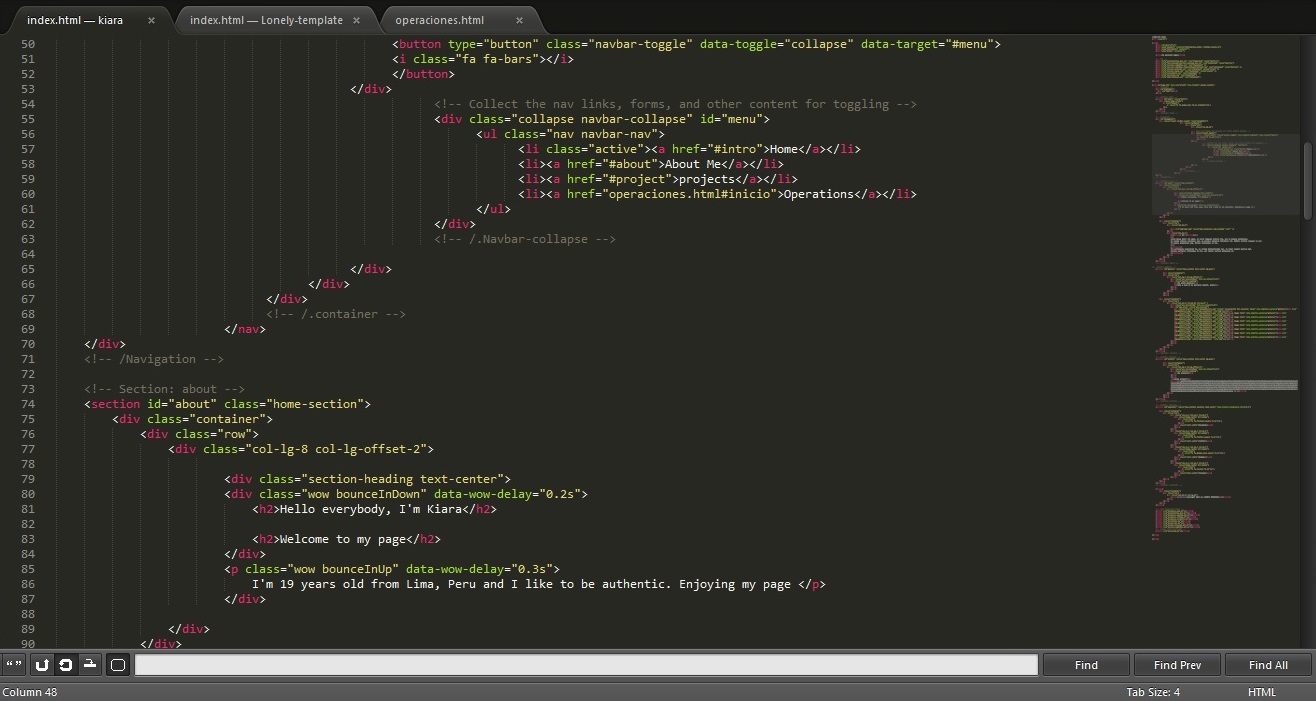 index.html — kiara × index.html — Lonely-template × operaciones.html ×
50 <button type="button" class="navbar-toggle" data-toggle="collapse" data-target="#menu">
51 <i class="fa fa-bars"></i>
52 </button>
53 </div>
54 <!-- Collect the nav links, forms, and other content for toggling -->
55 <div class="collapse navbar-collapse" id="menu">
56 <ul class="nav navbar-nav">
57 <li class="active"><a href="#intro">Home</a></li>
58 <li><a href="#about">About Me</a></li>
59 <li><a href="#project">projects</a></li>
60 <li><a href="operaciones.html#inicio">Operations</a></li>
61 </ul>
62 </div>
63 <!-- /.Navbar-collapse -->
64
65 </div>
66 </div>
67 </div>
68 <!-- /.container -->
69 </nav>
70 </div>
71 <!-- /Navigation -->
72
73 <!-- Section: about -->
74 <section id="about" class="home-section">
75 <div class="container">
76 <div class="row">
77 <div class="col-lg-8 col-lg-offset-2">
78
79 <div class="section-heading text-center">
80 <div class="wow bounceInDown" data-wow-delay="0.2s">
81 <h2>Hello everybody, I'm Kiara</h2>
82
83 <h2>Welcome to my page</h2>
84 </div>
85 <p class="wow bounceInUp" data-wow-delay="0.3s">
86 I'm 19 years old from Lima, Peru and I like to be authentic. Enjoying my page </p>
87 </div>
88
89 </div>
90 </div>
“” Find Find Prev Find All
Column 48 Tab Size: 4 HTML